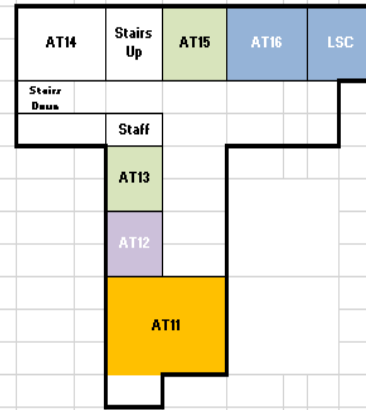 AT14
Stairs
Up
AT15
AT16
LSC
Stairs
Down
Staff
AT13
AT12
AT11